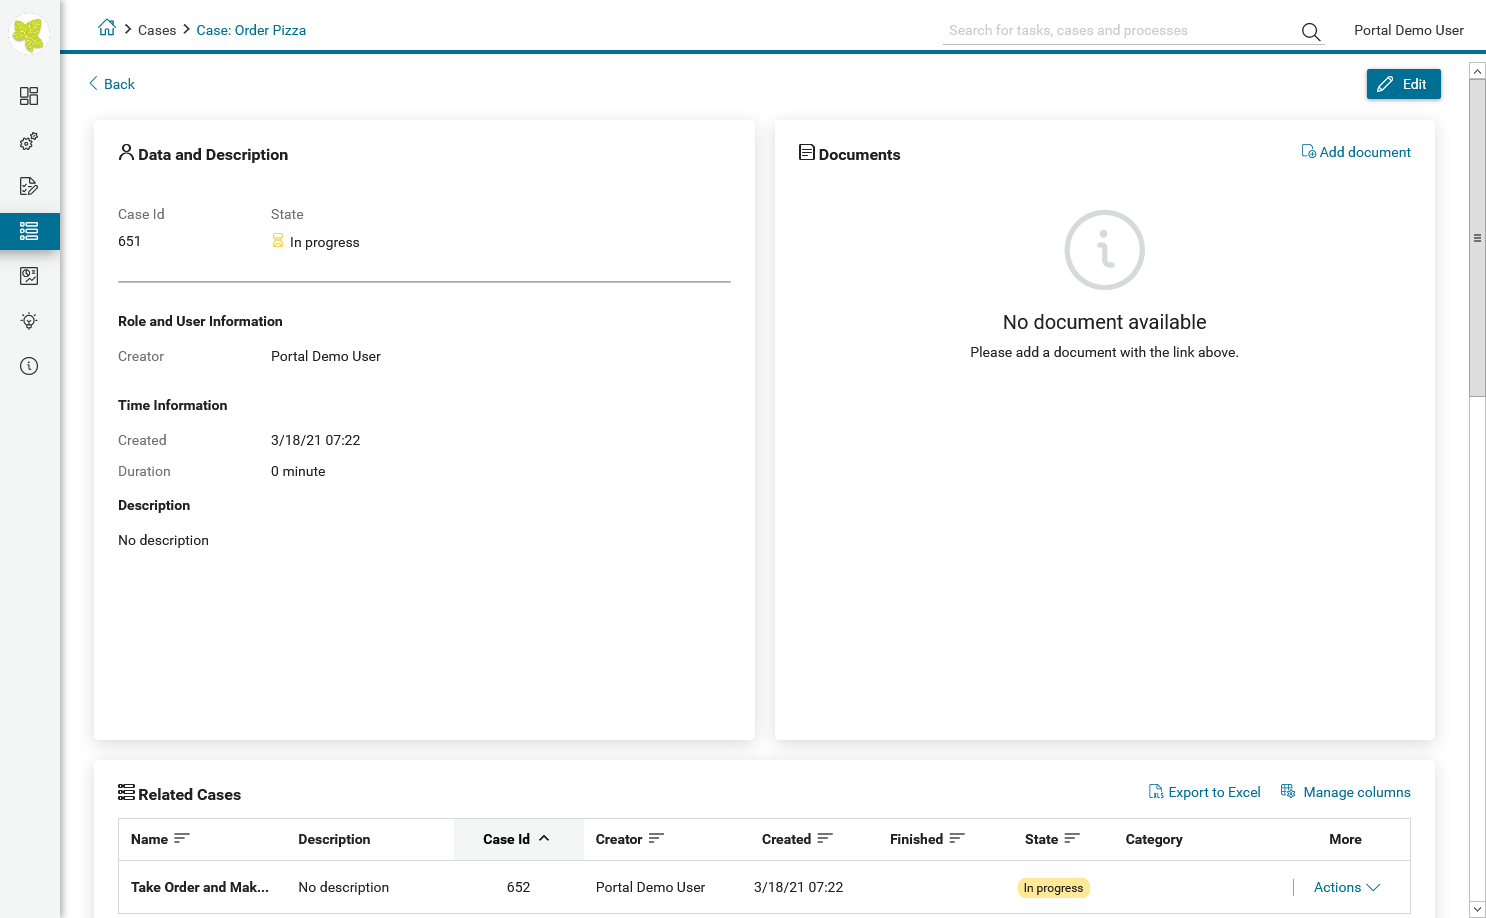 Cases
Case: Order Pizza
Search for tasks, cases and processes
Portal Demo User
Back
Edit
Data and Description
Case Id
State
651
In progress
Role and User Information
Creator
Portal Demo User
Time Information
Created
3/18/21 07:22
Duration
0 minute
Description
No description
Documents
Add document
No document available
Please add a document with the link above.
Related Cases
Export to Excel
Manage columns
Name Description Case Id Creator Created Finished State Category More
Take Order and Mak... No description 652 Portal Demo User 3/18/21 07:22 In progress Actions